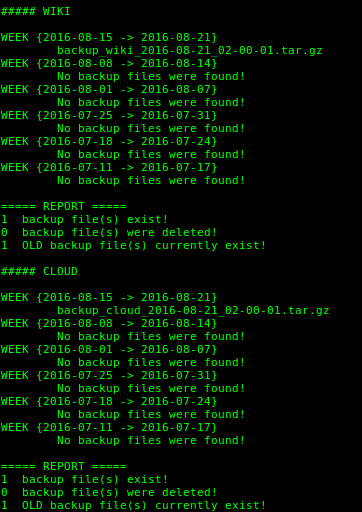 ##### WIKI
WEEK {2016-08-15 -> 2016-08-21}
backup_wiki_2016-08-21_02-00-01.tar.gz
WEEK {2016-08-08 -> 2016-08-14}
No backup files were found!
WEEK {2016-08-01 -> 2016-08-07}
No backup files were found!
WEEK {2016-07-25 -> 2016-07-31}
No backup files were found!
WEEK {2016-07-18 -> 2016-07-24}
No backup files were found!
WEEK {2016-07-11 -> 2016-07-17}
No backup files were found!
===== REPORT =====
1  backup file(s) exist!
0  backup file(s) were deleted!
1  OLD backup file(s) currently exist!
##### CLOUD
WEEK {2016-08-15 -> 2016-08-21}
backup_cloud_2016-08-21_02-00-01.tar.gz
WEEK {2016-08-08 -> 2016-08-14}
No backup files were found!
WEEK {2016-08-01 -> 2016-08-07}
No backup files were found!
WEEK {2016-07-25 -> 2016-07-31}
No backup files were found!
WEEK {2016-07-18 -> 2016-07-24}
No backup files were found!
WEEK {2016-07-11 -> 2016-07-17}
No backup files were found!
===== REPORT =====
1  backup file(s) exist!
0  backup file(s) were deleted!
1  OLD backup file(s) currently exist!